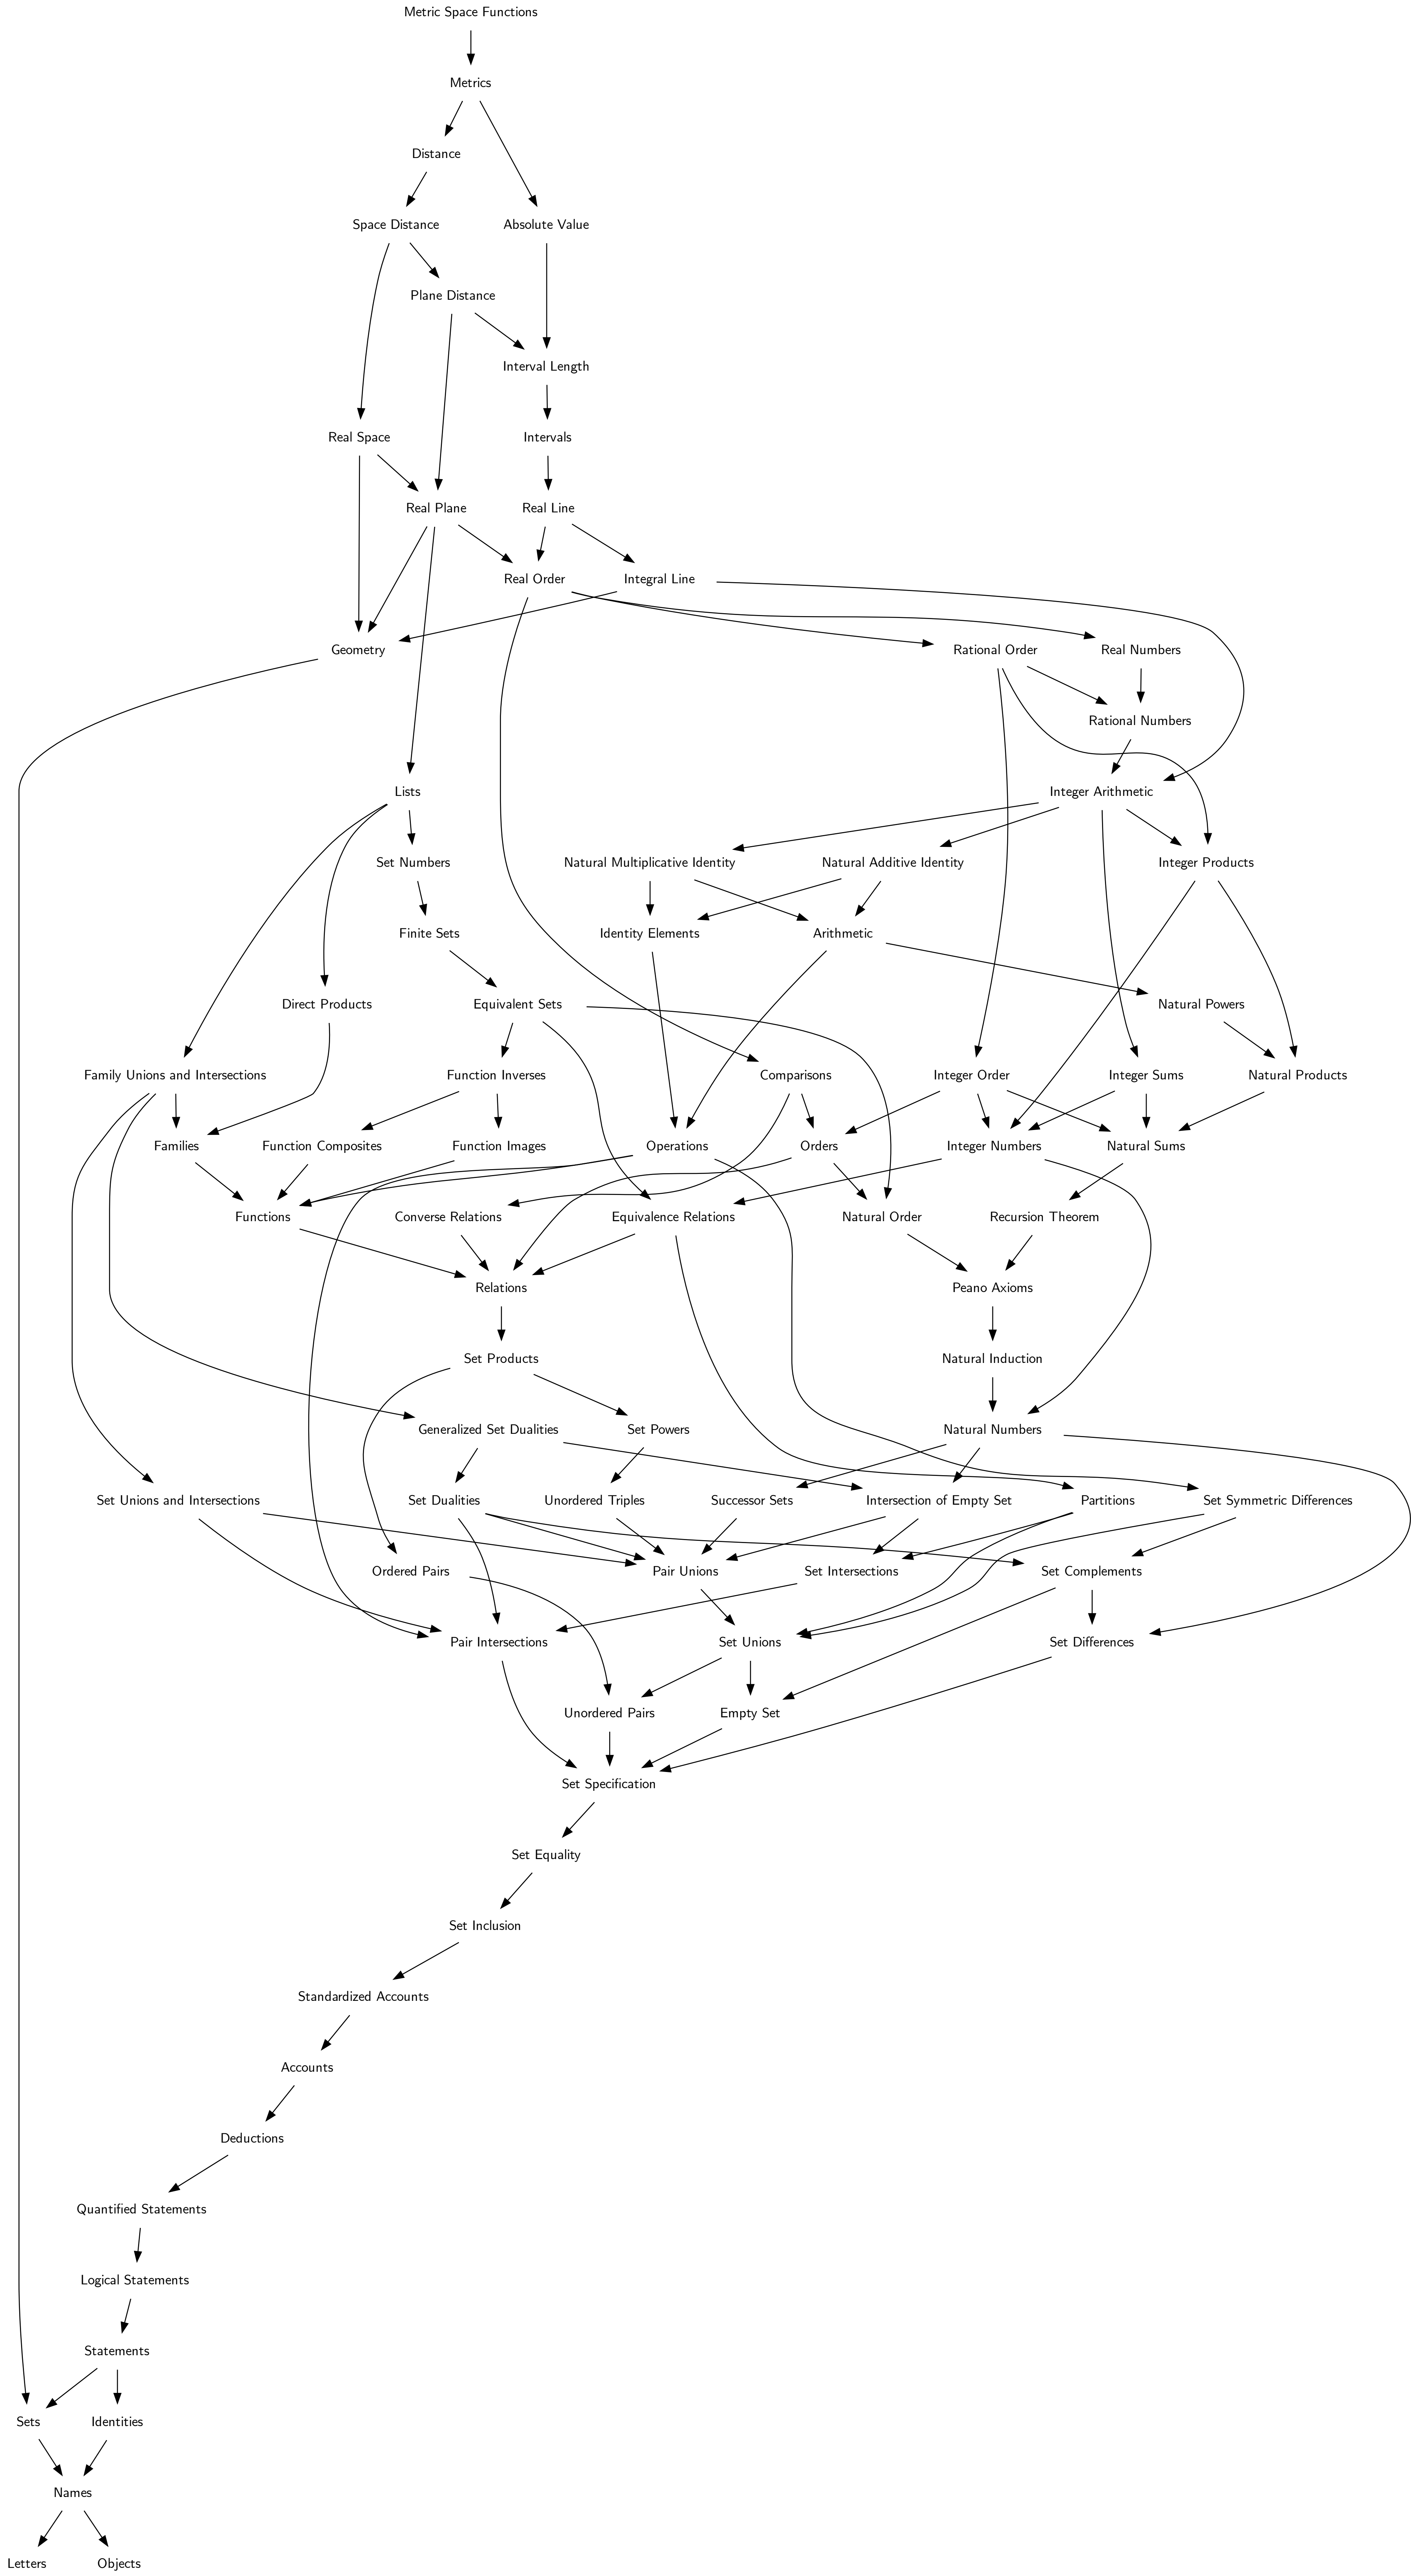 Metric Space Functions
Metrics
Distance
Space Distance
Absolute Value
Plane Distance
Interval Length
Real Space
Intervals
Real Plane
Real Line
Real Order
Integral Line
Geometry
Rational Order
Real Numbers
Rational Numbers
Lists
Integer Arithmetic
Set Numbers
Natural Multiplicative Identity
Natural Additive Identity
Integer Products
Finite Sets
Identity Elements
Arithmetic
Direct Products
Equivalent Sets
Natural Powers
Family Unions and Intersections
Function Inverses
Comparisons
Integer Order
Integer Sums
Natural Products
Families
Function Composites
Function Images
Operations
Orders
Integer Numbers
Natural Sums
Functions
Converse Relations
Equivalence Relations
Natural Order
Recursion Theorem
Relations
Peano Axioms
Set Products
Natural Induction
Generalized Set Dualities
Set Powers
Natural Numbers
Set Unions and Intersections
Set Dualities
Unordered Triples
Successor Sets
Intersection of Empty Set
Partitions
Set Symmetric Differences
Ordered Pairs
Pair Unions
Set Intersections
Set Complements
Pair Intersections
Set Unions
Set Differences
Unordered Pairs
Empty Set
Set Specification
Set Equality
Set Inclusion
Standardized Accounts
Accounts
Deductions
Quantified Statements
Logical Statements
Statements
Sets
Identities
Names
Letters
Objects